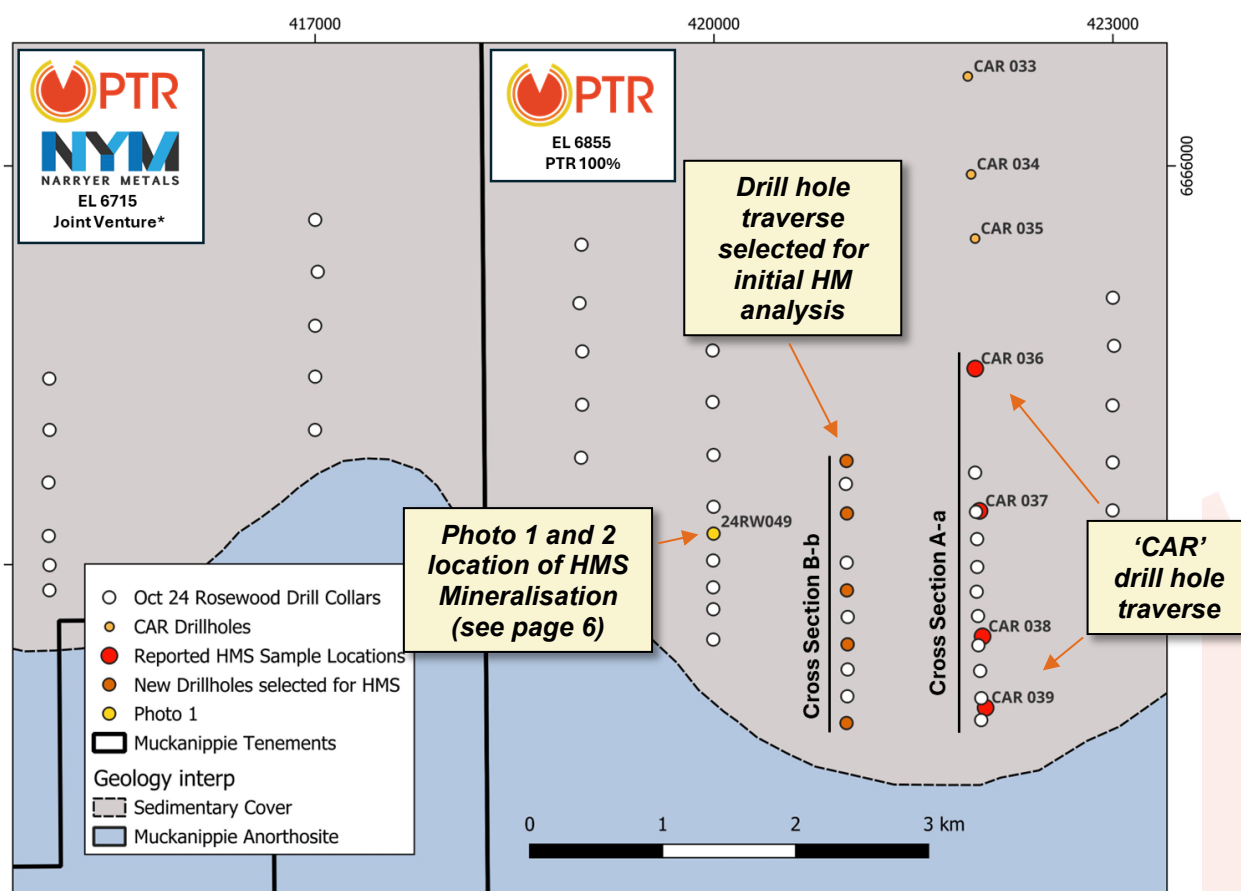 417000
420000
423000
6666000
PTR
NYM
NARRYER METALS
EL 6715
Joint Venture*
PTR
EL 6855
PTR 100%
CAR 033
CAR 034
CAR 035
Drill hole
traverse
selected for
initial HM
analysis
CAR 036
CAR 037
CAR 038
CAR 039
'CAR'
drill hole
traverse
24RW049
Photo 1 and 2
location of HMS
Mineralisation
(see page 6)
Cross Section B-b
Cross Section A-a
Oct 24 Rosewood Drill Collars
CAR Drillholes
Reported HMS Sample Locations
New Drillholes selected for HMS
Photo 1
Muckanippie Tenements
Geology interp
Sedimentary Cover
Muckanippie Anorthosite
0 1 2 3 km